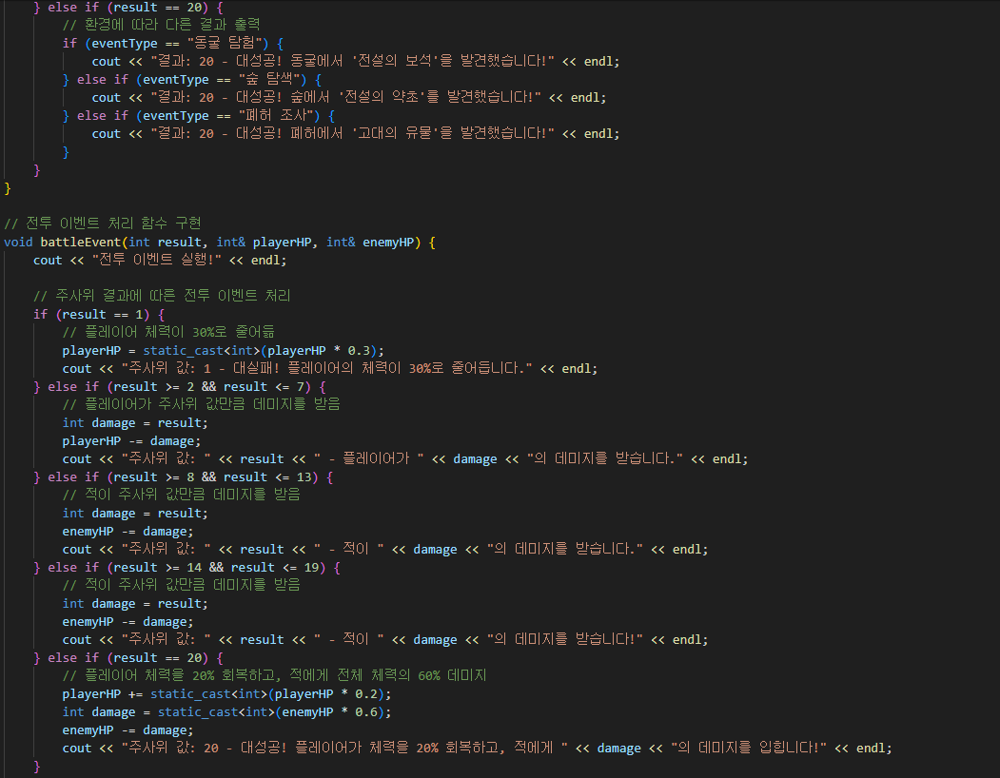 } else if (result == 20) {
// 환경에 따라 다른 결과 출력
if (eventType == "동굴 탐험") {
cout << "결과: 20 - 대성공! 동굴에서 '전설의 보석'을 발견했습니다!" << endl;
} else if (eventType == "숲 탐색") {
cout << "결과: 20 - 대성공! 숲에서 '전설의 약초'를 발견했습니다!" << endl;
} else if (eventType == "폐허 조사") {
cout << "결과: 20 - 대성공! 폐허에서 '고대의 유물'을 발견했습니다!" << endl;
}
}
}
// 전투 이벤트 처리 함수 구현
void battleEvent(int result, int& playerHP, int& enemyHP) {
cout << "전투 이벤트 실행!" << endl;
// 주사위 결과에 따른 전투 이벤트 처리
if (result == 1) {
// 플레이어 체력이 30%로 줄어듦
playerHP = static_cast<int>(playerHP * 0.3);
cout << "주사위 값: 1 - 대실패! 플레이어의 체력이 30%로 줄어듭니다." << endl;
} else if (result >= 2 && result <= 7) {
// 플레이어가 주사위 값만큼 데미지를 받음
int damage = result;
playerHP -= damage;
cout << "주사위 값: " << result << " - 플레이어가 " << damage << "의 데미지를 받습니다." << endl;
} else if (result >= 8 && result <= 13) {
// 적이 주사위 값만큼 데미지를 받음
int damage = result;
enemyHP -= damage;
cout << "주사위 값: " << result << " - 적이 " << damage << "의 데미지를 받습니다." << endl;
} else if (result >= 14 && result <= 19) {
// 적이 주사위 값만큼 데미지를 받음
int damage = result;
enemyHP -= damage;
cout << "주사위 값: " << result << " - 적이 " << damage << "의 데미지를 받습니다!" << endl;
} else if (result == 20) {
// 플레이어 체력을 20% 회복하고, 적에게 전체 체력의 60% 데미지
playerHP += static_cast<int>(playerHP * 0.2);
int damage = static_cast<int>(enemyHP * 0.6);
enemyHP -= damage;
cout << "주사위 값: 20 - 대성공! 플레이어가 체력을 20% 회복하고, 적에게 " << damage << "의 데미지를 입힙니다!" << endl;
}